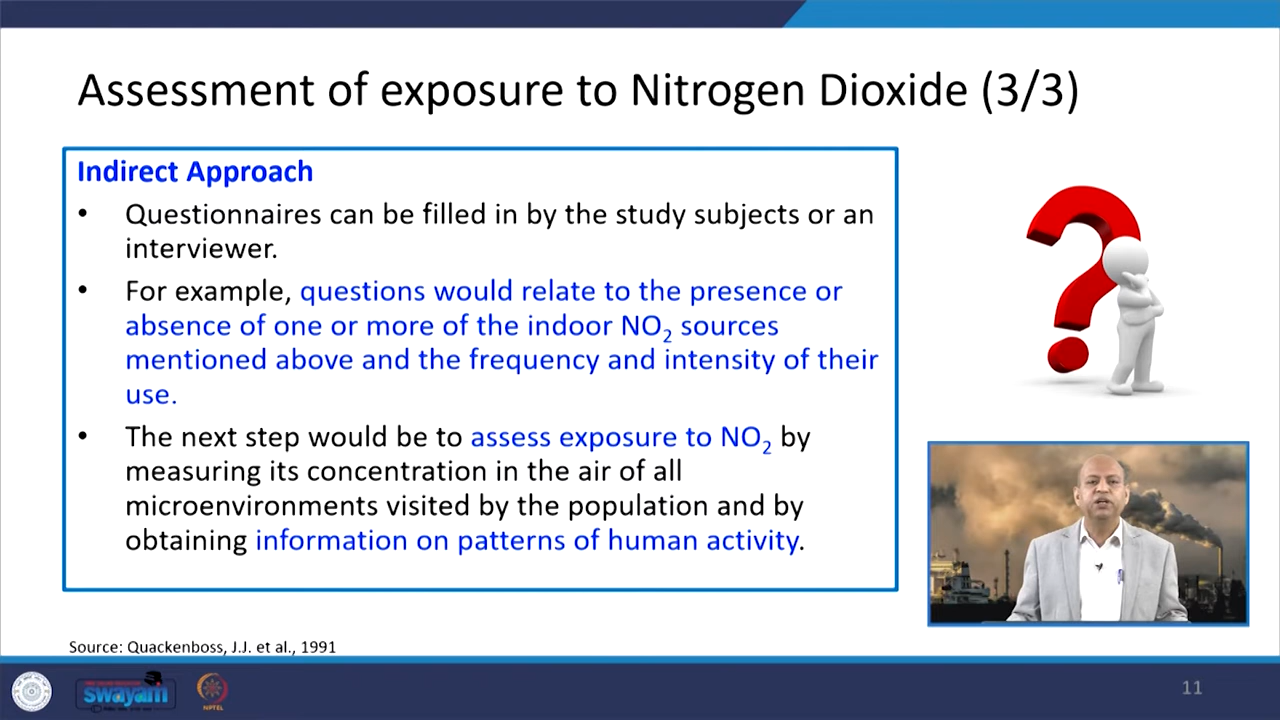 Assessment of exposure to Nitrogen Dioxide (3/3)
Indirect Approach
• Questionnaires can be filled in by the study subjects or an
interviewer.
• For example, questions would relate to the presence or
absence of one or more of the indoor NO₂ sources
mentioned above and the frequency and intensity of their
use.
• The next step would be to assess exposure to NO₂ by
measuring its concentration in the air of all
microenvironments visited by the population and by
obtaining information on patterns of human activity.
Source: Quackenboss, J.J. et al., 1991
swayam
NPTEL
11